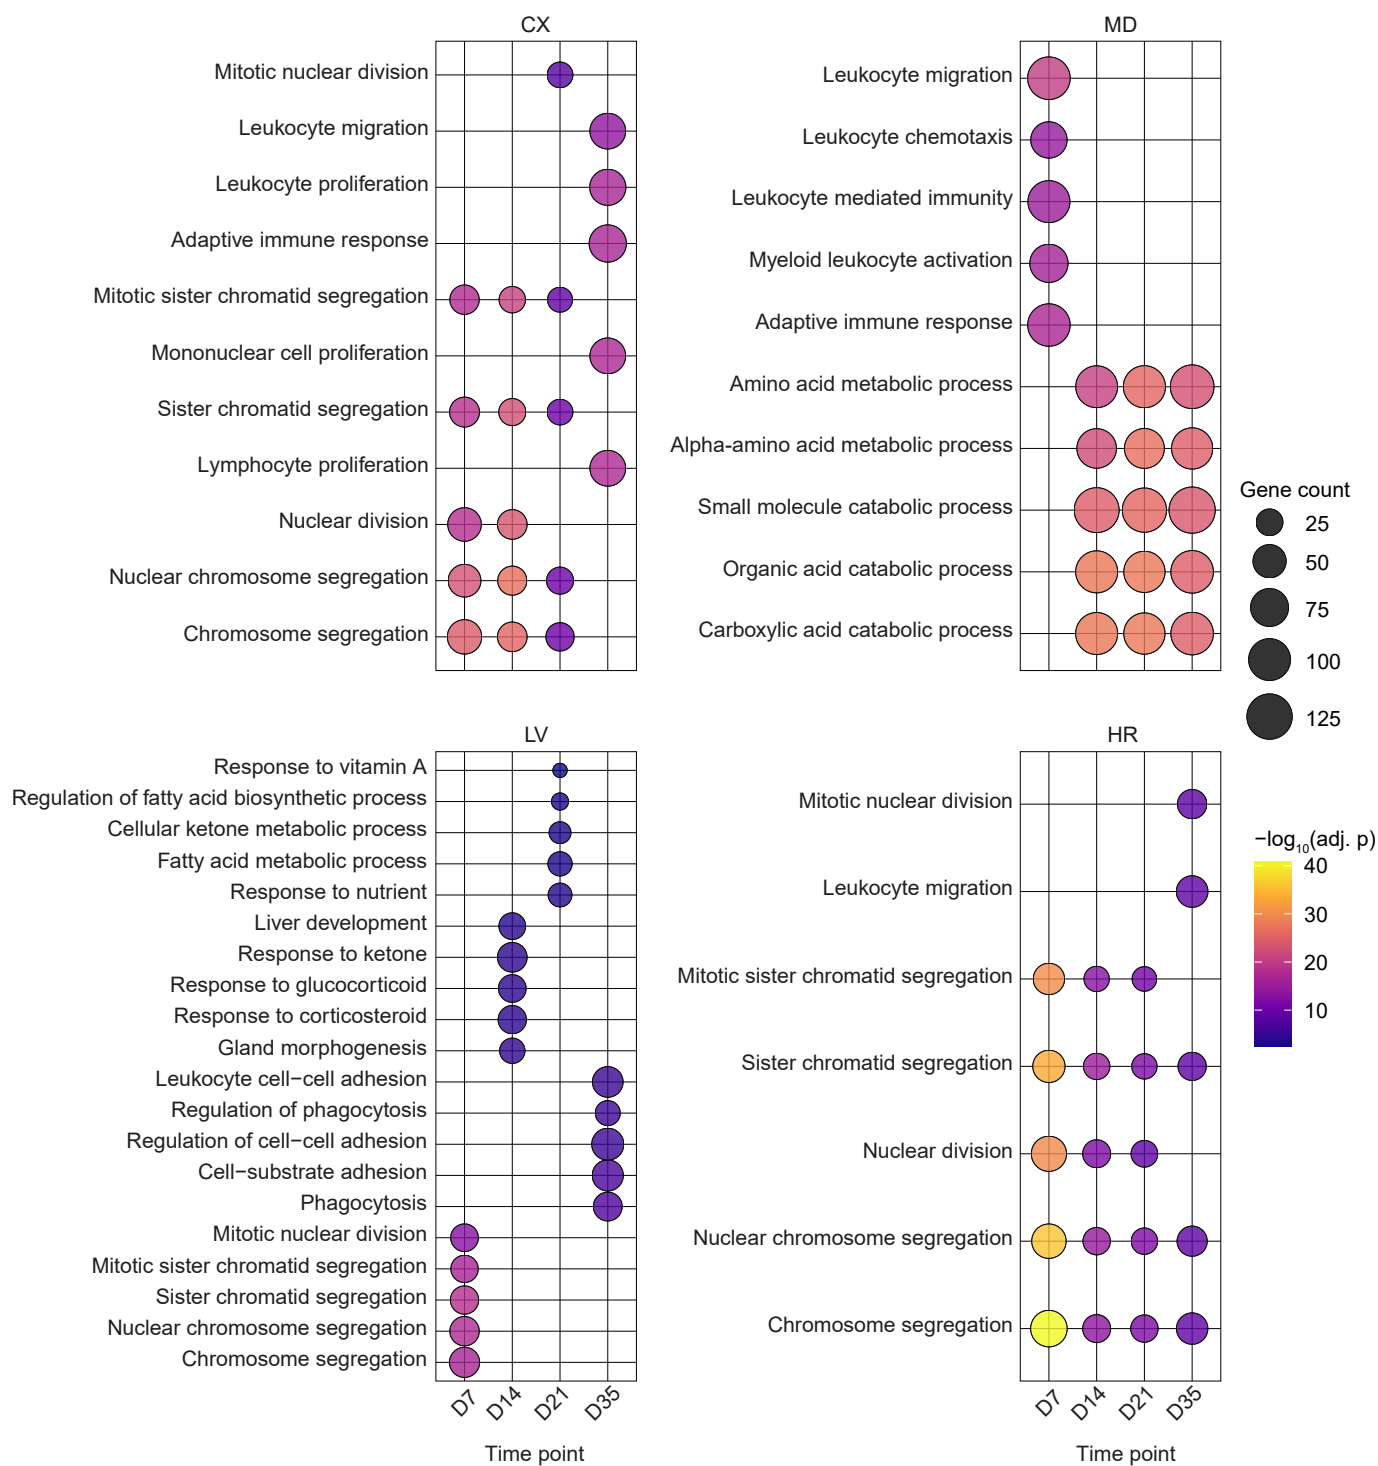 CX
Mitotic nuclear division
Leukocyte migration
Leukocyte proliferation
Adaptive immune response
Mitotic sister chromatid segregation
Mononuclear cell proliferation
Sister chromatid segregation
Lymphocyte proliferation
Nuclear division
Nuclear chromosome segregation
Chromosome segregation
MD
Leukocyte migration
Leukocyte chemotaxis
Leukocyte mediated immunity
Myeloid leukocyte activation
Adaptive immune response
Amino acid metabolic process
Alpha-amino acid metabolic process
Small molecule catabolic process
Organic acid catabolic process
Carboxylic acid catabolic process
Gene count
25
50
75
100
125
LV
Response to vitamin A
Regulation of fatty acid biosynthetic process
Cellular ketone metabolic process
Fatty acid metabolic process
Response to nutrient
Liver development
Response to ketone
Response to glucocorticoid
Response to corticosteroid
Gland morphogenesis
Leukocyte cell−cell adhesion
Regulation of phagocytosis
Regulation of cell−cell adhesion
Cell−substrate adhesion
Phagocytosis
Mitotic nuclear division
Mitotic sister chromatid segregation
Sister chromatid segregation
Nuclear chromosome segregation
Chromosome segregation
D7 D14 D21 D35
Time point
HR
Mitotic nuclear division
Leukocyte migration
Mitotic sister chromatid segregation
Sister chromatid segregation
Nuclear division
Nuclear chromosome segregation
Chromosome segregation
D7 D14 D21 D35
Time point
−log10(adj. p)
40
30
20
10